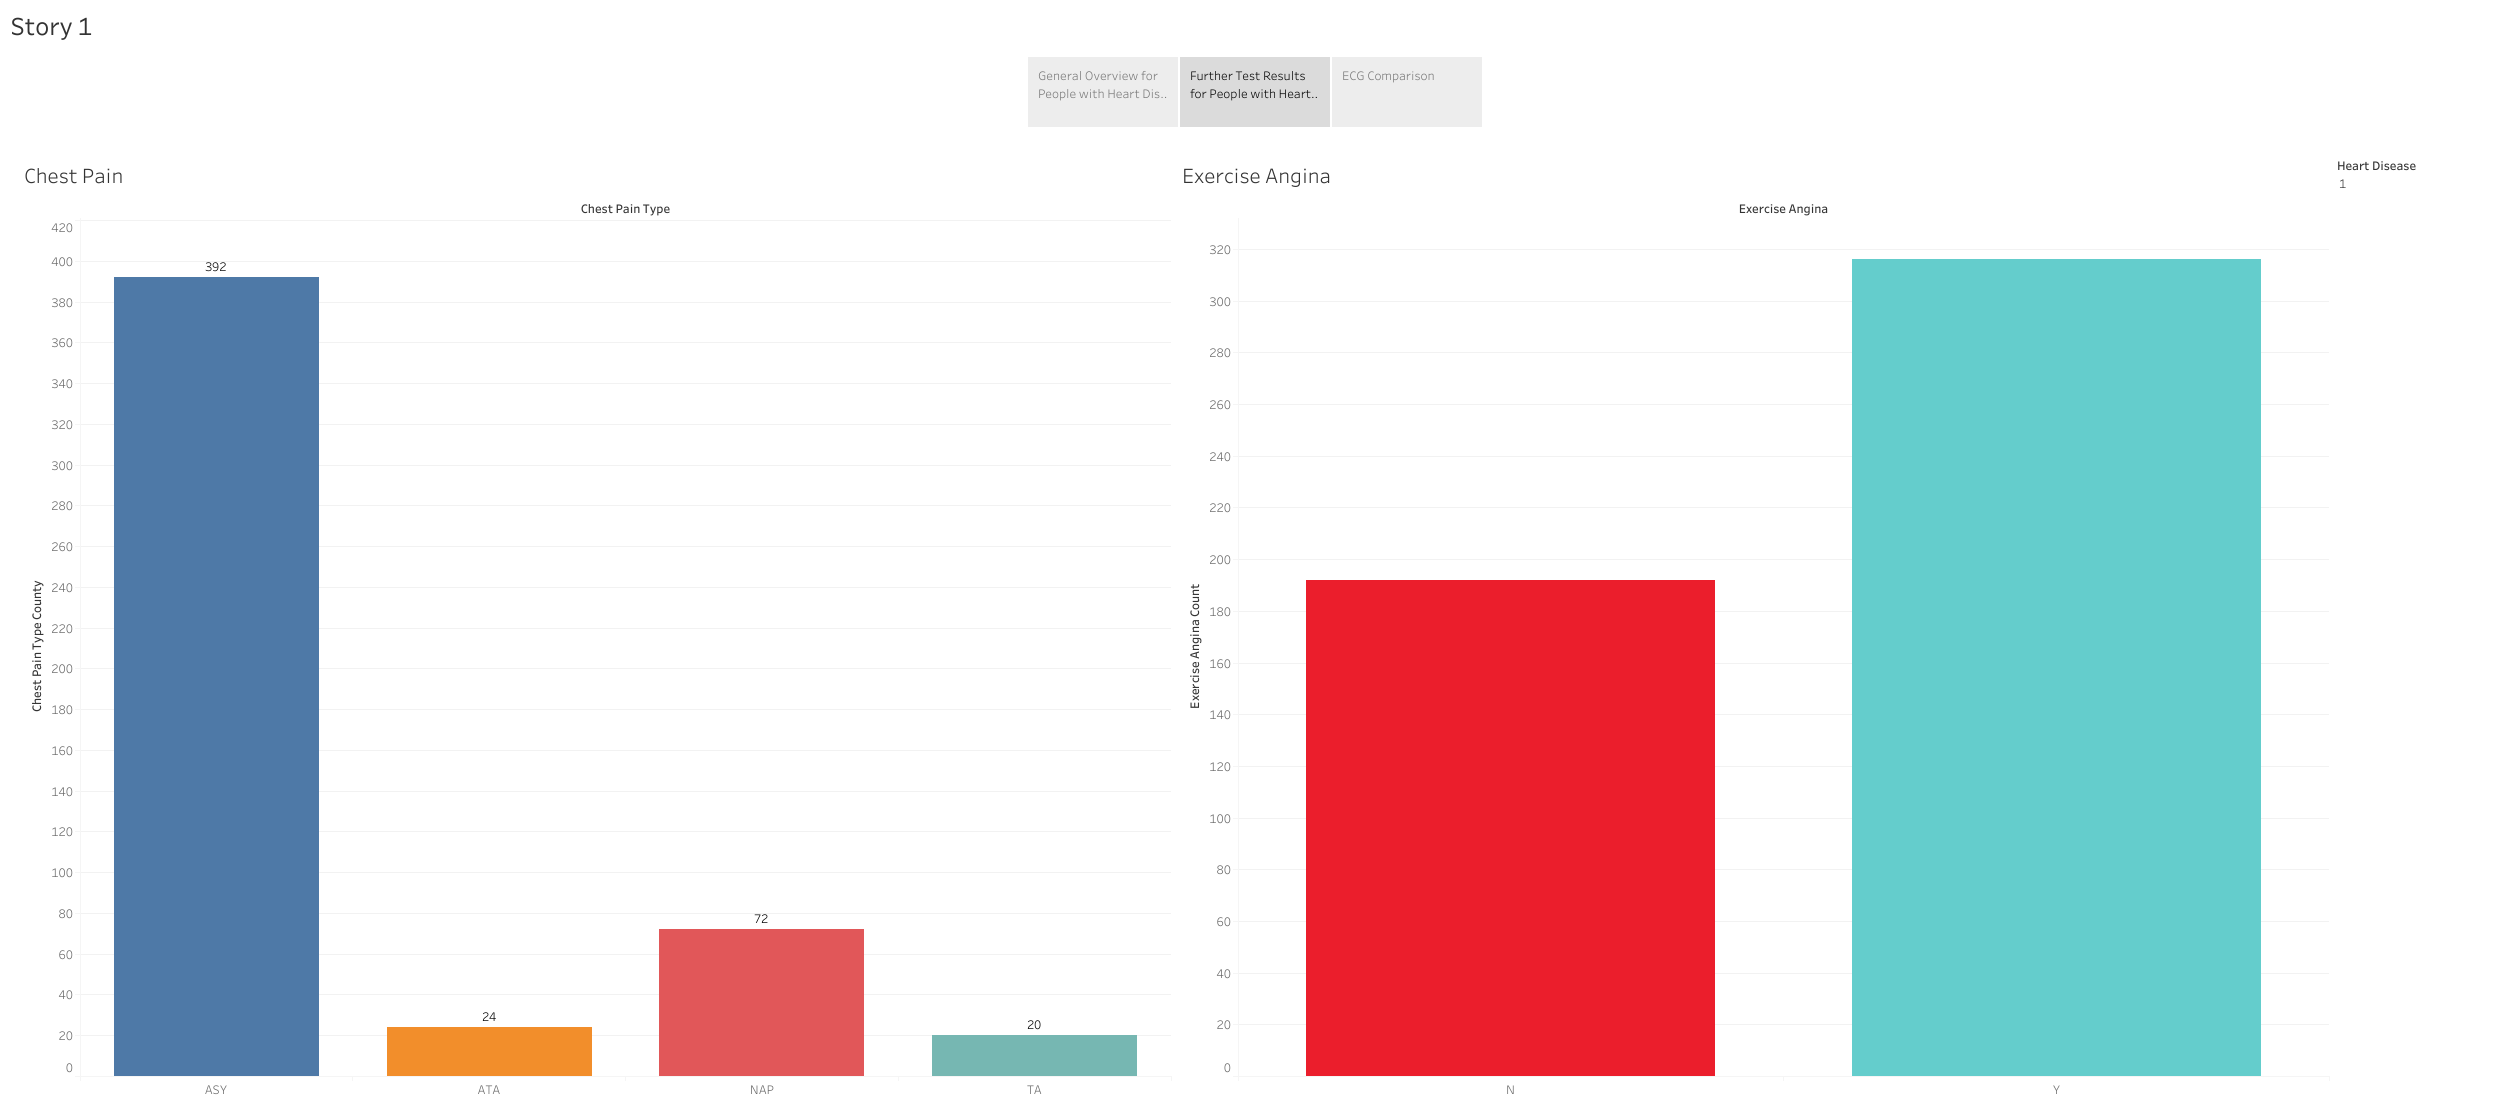 Story 1
General Overview for
People with Heart Dis..
Further Test Results
for People with Heart..
ECG Comparison
Chest Pain
Chest Pain Type
Chest Pain Type County
420
400
380
360
340
320
300
280
260
240
220
200
180
160
140
120
100
80
60
40
20
0
392
24
72
20
ASY
ATA
NAP
TA
Exercise Angina
Exercise Angina
Exercise Angina Count
320
300
280
260
240
220
200
180
160
140
120
100
80
60
40
20
0
N
Y
Heart Disease
1